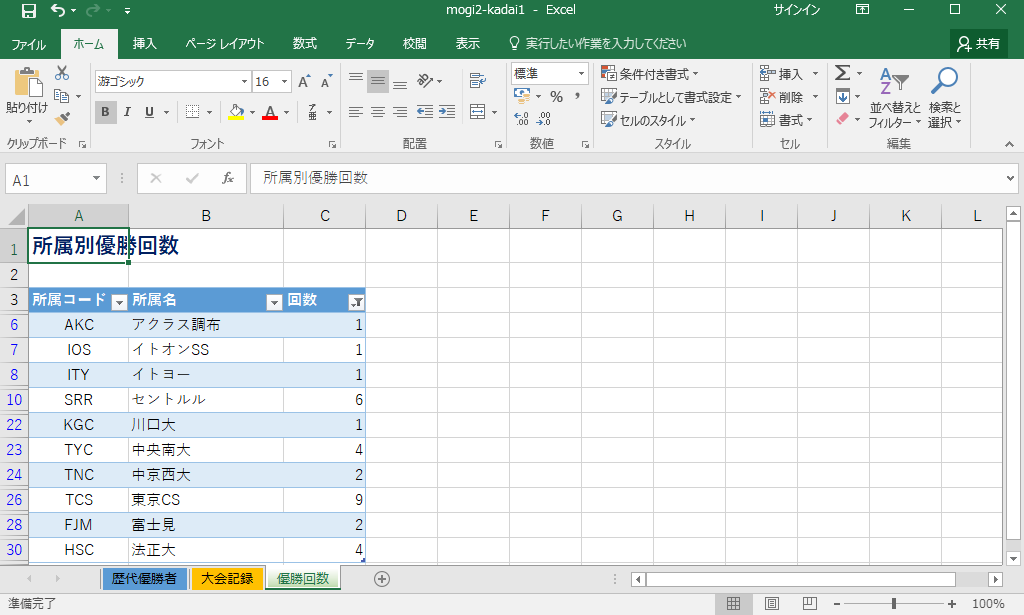 mogi2-kadai1 - Excel
サインイン
ファイル ホーム 挿入 ページ レイアウト 数式 データ 校閲 表示 実行したい作業を入力してください 共有
貼り付け
クリップボード
游ゴシック 16
B I U
フォント
配置
標準
% ,
数値
条件付き書式
テーブルとして書式設定
セルのスタイル
スタイル
挿入
削除
書式
セル
並べ替えと
フィルター
検索と
選択
編集
A1 fx 所属別優勝回数
A B C D E F G H I J K L
1 所属別優勝回数
2
3 所属コード 所属名 回数
6 AKC アクラス調布 1
7 IOS イトオンSS 1
8 ITY イトヨー 1
10 SRR セントルル 6
22 KGC 川口大 1
23 TYC 中央南大 4
24 TNC 中京西大 2
26 TCS 東京CS 9
28 FJM 富士見 2
30 HSC 法正大 4
歴代優勝者 大会記録 優勝回数
準備完了
100%